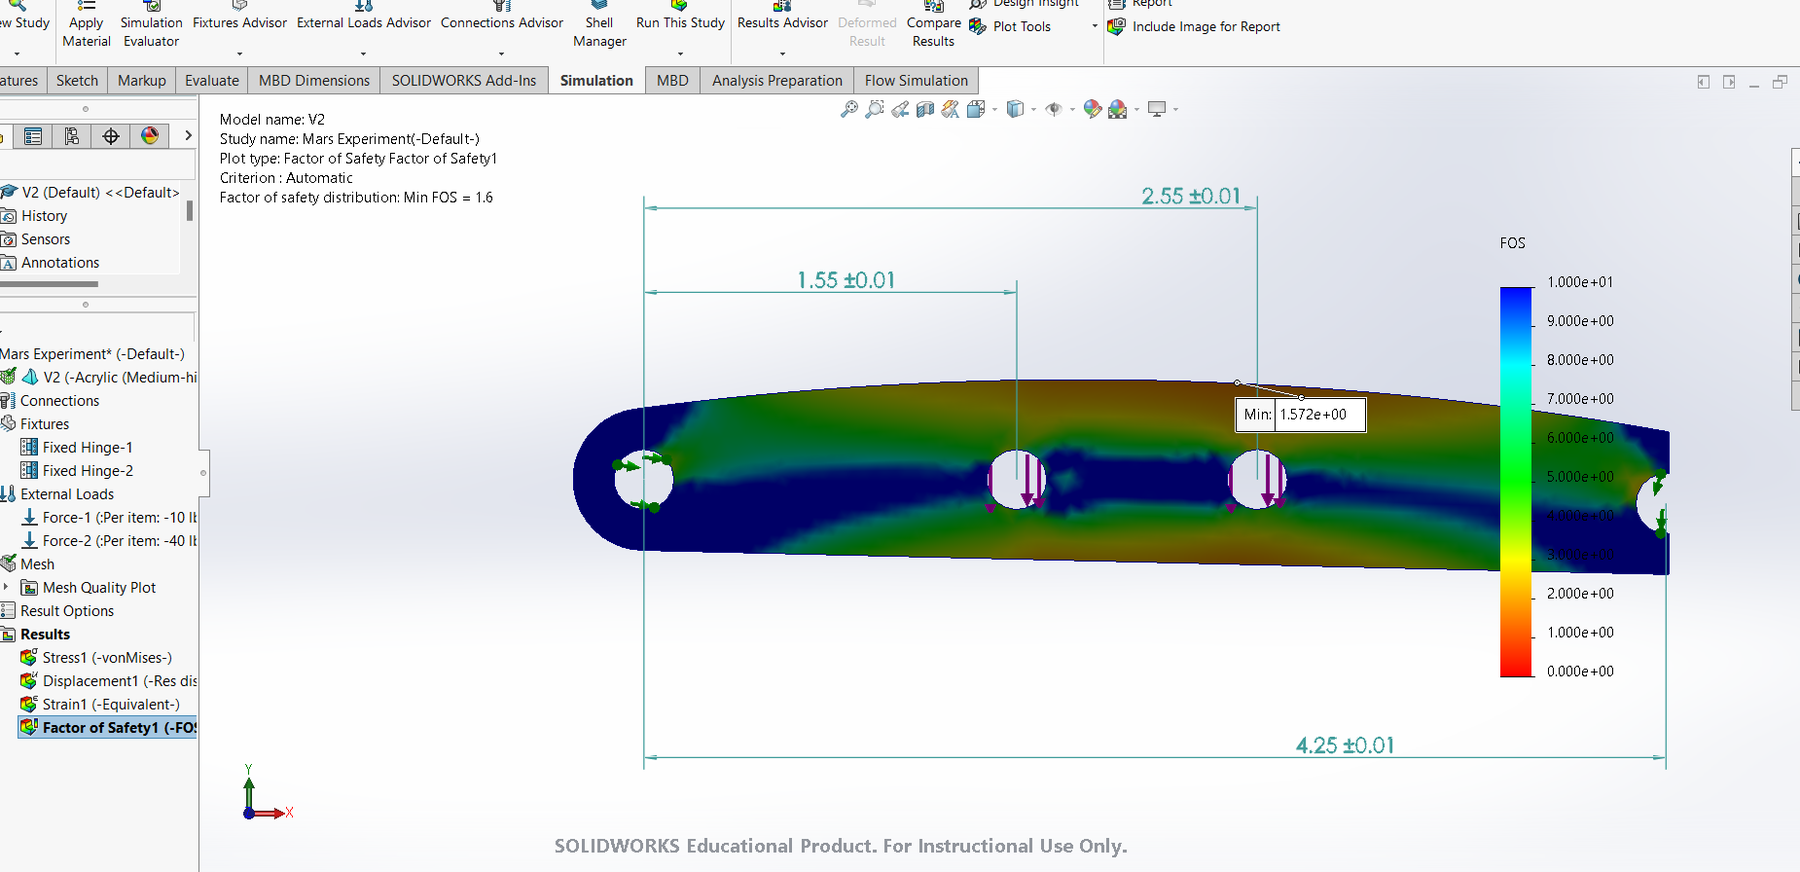 Study
Apply
Material
Simulation
Evaluator
Fixtures Advisor
External Loads Advisor
Connections Advisor
Shell
Manager
Run This Study
Results Advisor
Deformed
Result
Compare
Results
Design Insight
Plot Tools
Report
Include Image for Report
atures
Sketch
Markup
Evaluate
MBD Dimensions
SOLIDWORKS Add-Ins
Simulation
MBD
Analysis Preparation
Flow Simulation
Model name: V2
Study name: Mars Experiment(-Default-)
Plot type: Factor of Safety Factor of Safety1
Criterion : Automatic
Factor of safety distribution: Min FOS = 1.6
V2 (Default) <<Default>
History
Sensors
Annotations
Mars Experiment* (-Default-)
V2 (-Acrylic (Medium-hi
Connections
Fixtures
Fixed Hinge-1
Fixed Hinge-2
External Loads
Force-1 (:Per item: -10 lb
Force-2 (:Per item: -40 lb
Mesh
Mesh Quality Plot
Result Options
Results
Stress1 (-vonMises-)
Displacement1 (-Res dis
Strain1 (-Equivalent-)
Factor of Safety1 (-FOS
2.55 ±0.01
1.55 ±0.01
Min: 1.572e+00
4.25 ±0.01
FOS
1.000e+01
9.000e+00
8.000e+00
7.000e+00
6.000e+00
5.000e+00
4.000e+00
3.000e+00
2.000e+00
1.000e+00
0.000e+00
Y
X
SOLIDWORKS Educational Product. For Instructional Use Only.